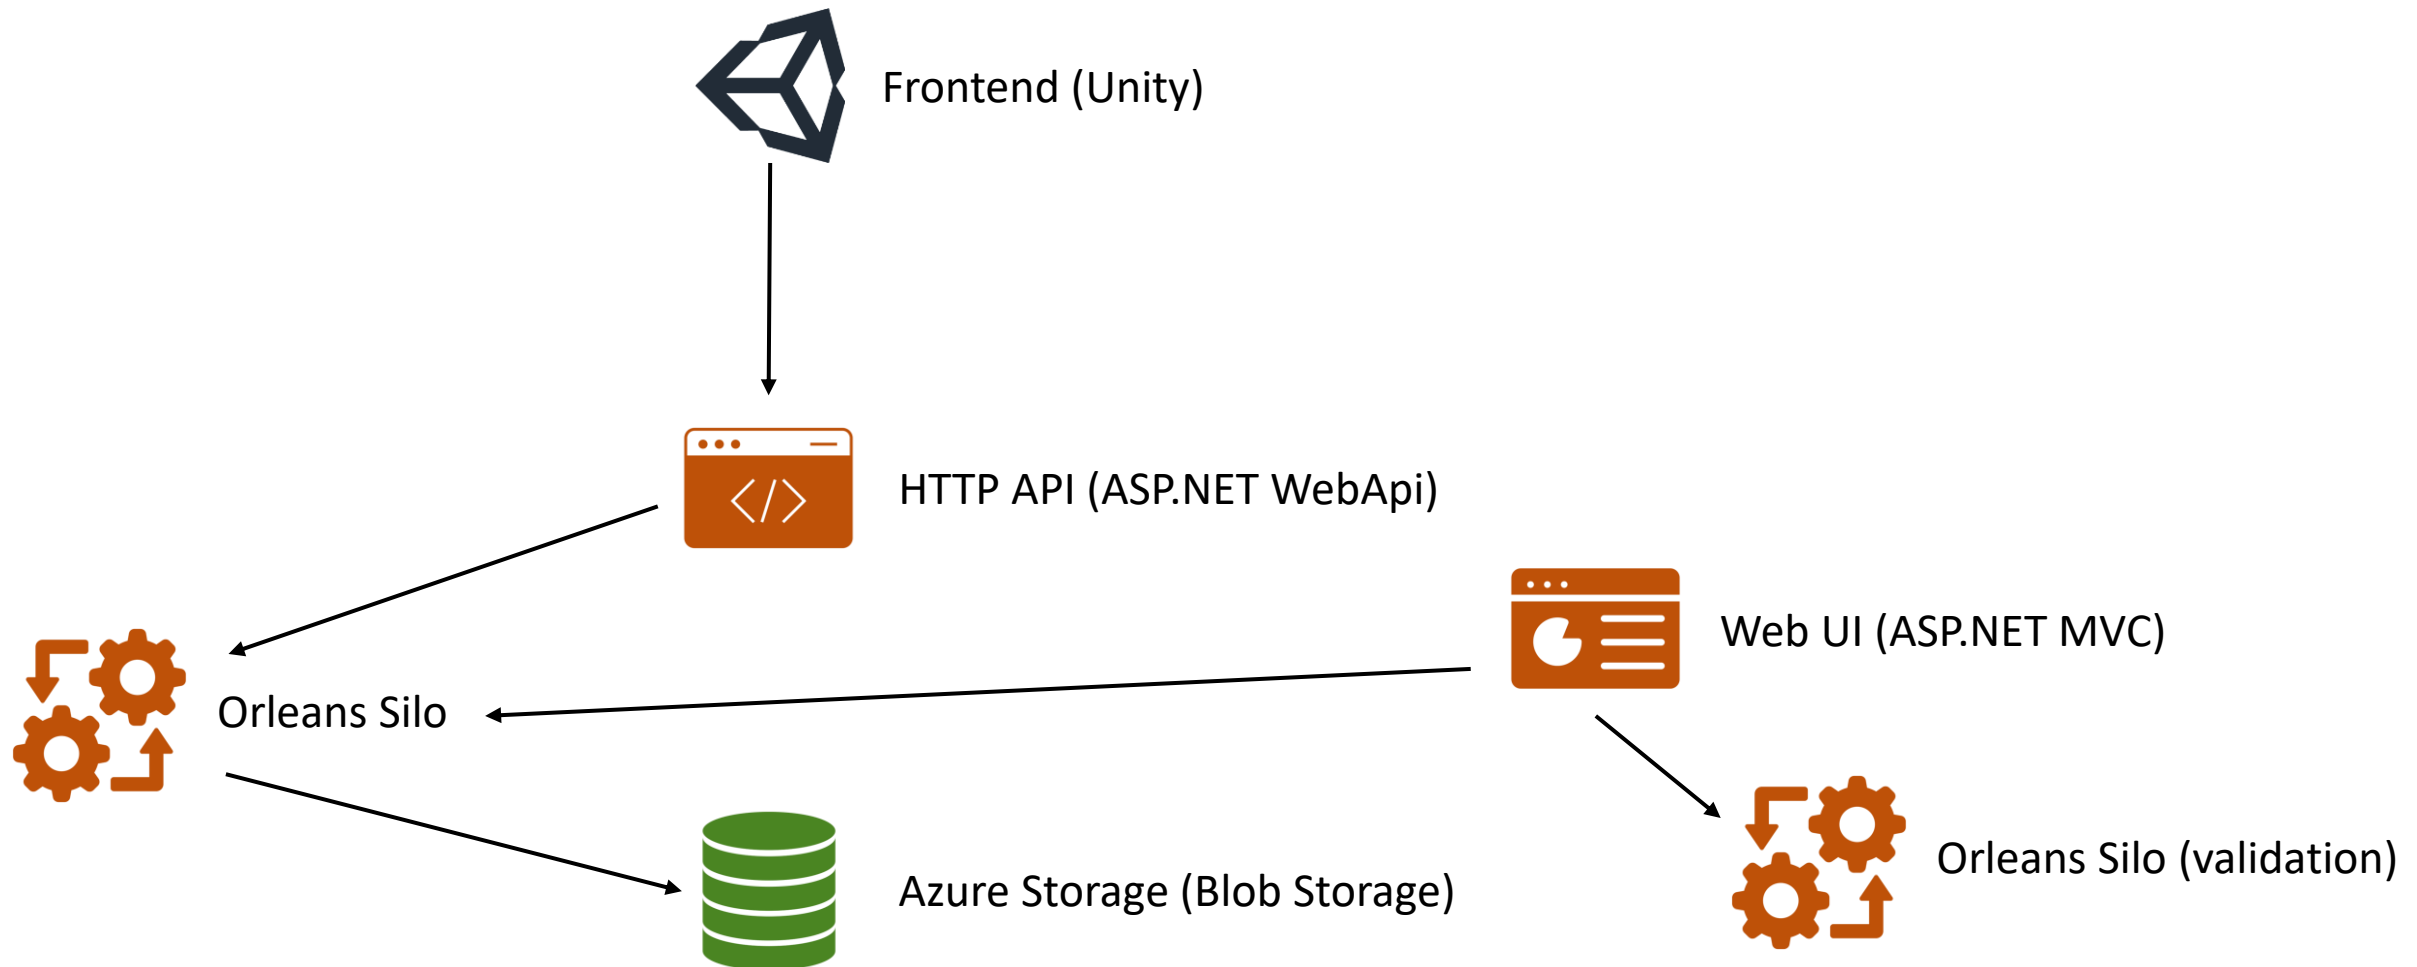 Frontend (Unity)
HTTP API (ASP.NET WebApi)
Web UI (ASP.NET MVC)
Orleans Silo
Orleans Silo (validation)
Azure Storage (Blob Storage)